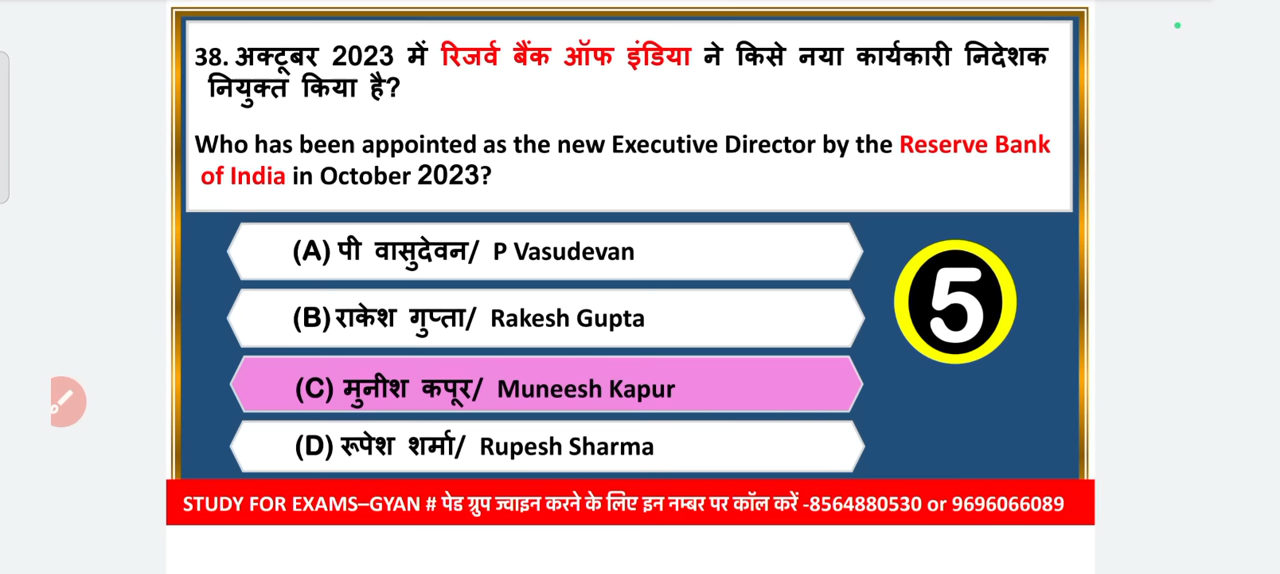 38. अक्टूबर 2023 में रिजर्व बैंक ऑफ इंडिया ने किसे नया कार्यकारी निदेशक
नियुक्त किया है?
Who has been appointed as the new Executive Director by the Reserve Bank
of India in October 2023?
(A) पी वासुदेवन/ P Vasudevan
(B) राकेश गुप्ता/ Rakesh Gupta
5
(C) मुनीश कपूर/ Muneesh Kapur
(D) रूपेश शर्मा/ Rupesh Sharma
STUDY FOR EXAMS–GYAN # पेड ग्रुप ज्वाइन करने के लिए इन नम्बर पर कॉल करें -8564880530 or 9696066089